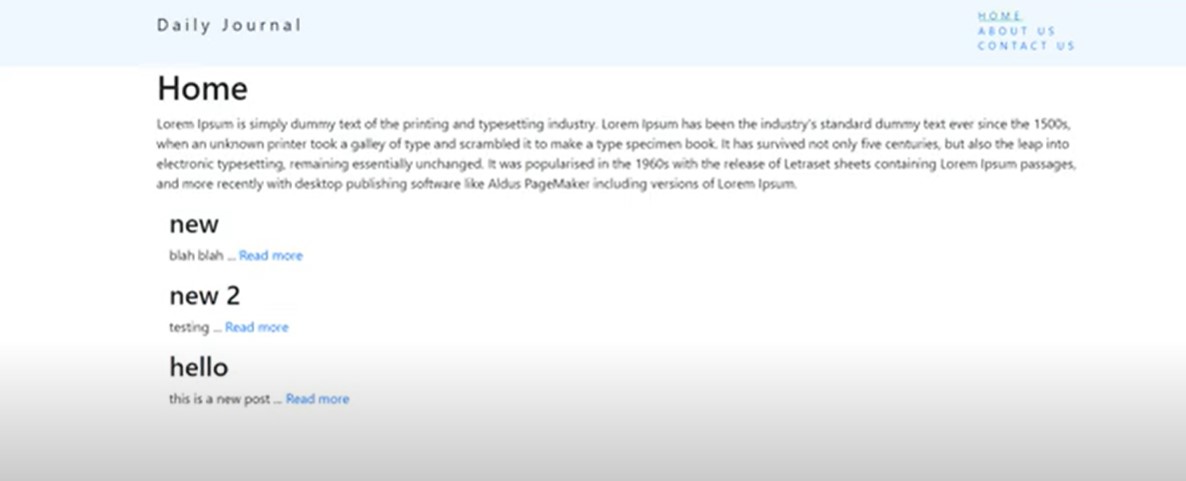 Daily Journal
HOME
ABOUT US
CONTACT US
Home
Lorem Ipsum is simply dummy text of the printing and typesetting industry. Lorem Ipsum has been the industry's standard dummy text ever since the 1500s,
when an unknown printer took a galley of type and scrambled it to make a type specimen book. It has survived not only five centuries, but also the leap into
electronic typesetting, remaining essentially unchanged. It was popularised in the 1960s with the release of Letraset sheets containing Lorem Ipsum passages,
and more recently with desktop publishing software like Aldus PageMaker including versions of Lorem Ipsum.
new
blah blah ... Read more
new 2
testing ... Read more
hello
this is a new post ... Read more